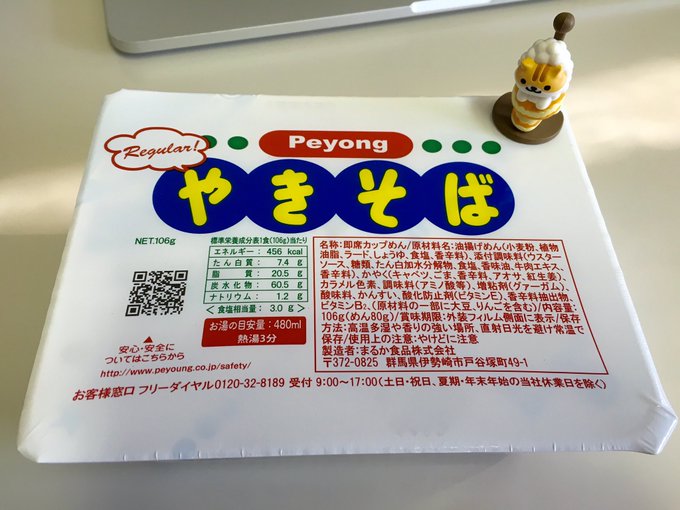 Regular!
Peyong
やきそば
NET.106g
標準栄養成分表1食(106g)当たり
エネルギー： 456 kcal
たん白質： 7.4 g
脂質： 20.5 g
炭水化物： 60.5 g
ナトリウム： 1.2 g
＜食塩相当量： 3.0 g＞
お湯の目安量：480ml
熱湯3分
安心・安全に
ついてはこちらから
http://www.peyoung.co.jp/safety/
名称：即席カップめん/原材料名：油揚げめん(小麦粉、植物
油脂、ラード、しょうゆ、食塩、香辛料)、添付調味料(ウスター
ソース、糖類、たん白加水分解物、食塩、香味油、牛肉エキス、
香辛料)、かやく(キャベツ、ごま、香辛料、アオサ、紅生姜)、
カラメル色素、調味料(アミノ酸等)、増粘剤(グァーガム)、
酸味料、かんすい、酸化防止剤(ビタミンE)、香辛料抽出物、
ビタミンB₂、(原材料の一部に大豆、りんごを含む)/内容量：
106g(めん80g)/賞味期限：外装フィルム側面に表示/保存
方法：高温多湿や香りの強い場所、直射日光を避け常温で
保存/使用上の注意：やけどに注意
製造者：まるか食品株式会社
〒372-0825 群馬県伊勢崎市戸谷塚町49-1
お客様窓口 フリーダイヤル0120-32-8189 受付 9:00〜17:00(土日・祝日、夏期・年末年始の当社休業日を除く)